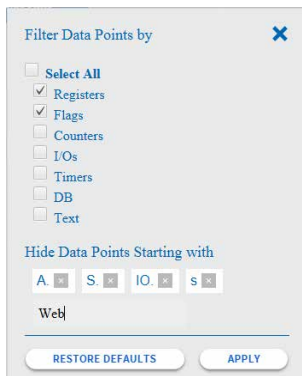 Filter Data Points by
Select All
Registers
Flags
Counters
I/Os
Timers
DB
Text
Hide Data Points Starting with
A. S. IO. s
Web
RESTORE DEFAULTS APPLY